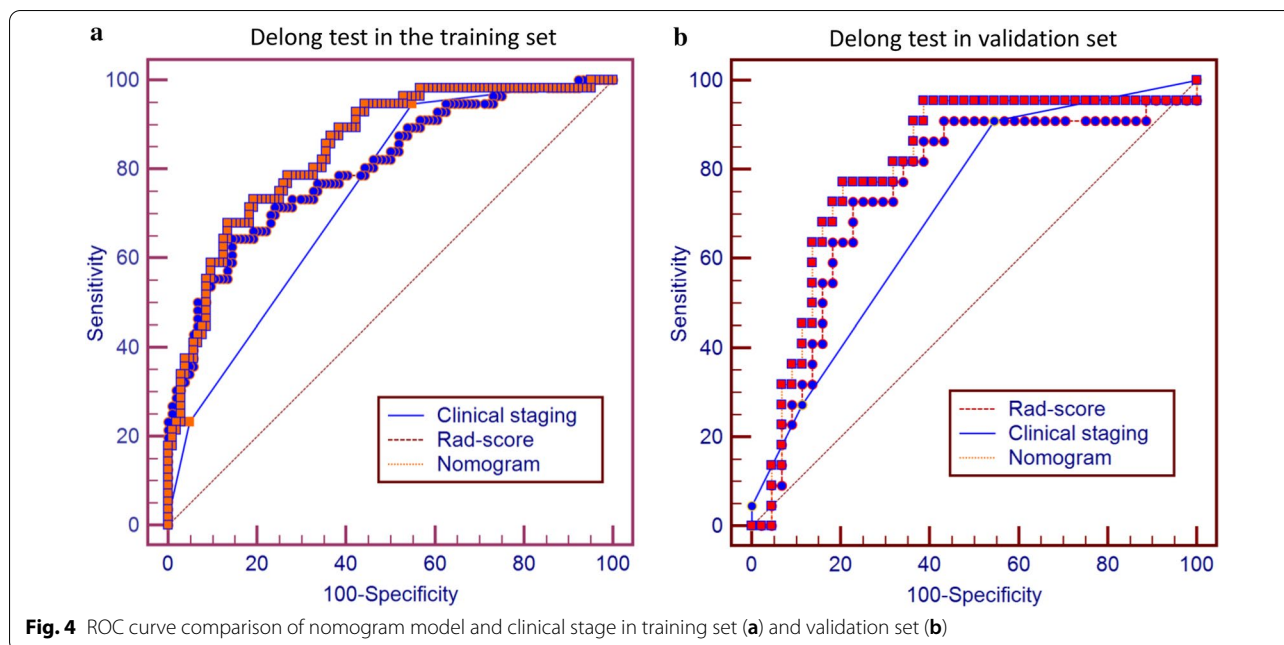 a
Delong test in the training set
100
80
60
40
20
0
Sensitivity
Clinical staging
Rad-score
Nomogram
0 20 40 60 80 100
100-Specificity
b
Delong test in validation set
100
80
60
40
20
0
Sensitivity
Rad-score
Clinical staging
Nomogram
0 20 40 60 80 100
100-Specificity
Fig. 4 ROC curve comparison of nomogram model and clinical stage in training set (a) and validation set (b)